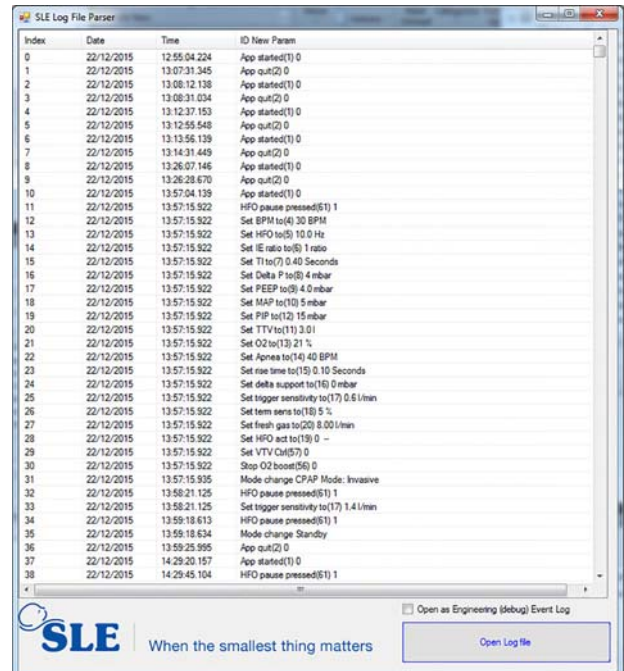 SLE Log File Parser
Index Date Time ID New Param
0 22/12/2015 12:55:04.224 App started(1) 0
1 22/12/2015 13:07:31.345 App quit(2) 0
2 22/12/2015 13:08:12.138 App started(1) 0
3 22/12/2015 13:08:31.034 App quit(2) 0
4 22/12/2015 13:12:37.153 App started(1) 0
5 22/12/2015 13:12:55.548 App quit(2) 0
6 22/12/2015 13:13:56.139 App started(1) 0
7 22/12/2015 13:14:31.449 App quit(2) 0
8 22/12/2015 13:26:07.146 App started(1) 0
9 22/12/2015 13:26:28.670 App quit(2) 0
10 22/12/2015 13:57:04.139 App started(1) 0
11 22/12/2015 13:57:15.922 HFO pause pressed(61) 1
12 22/12/2015 13:57:15.922 Set BPM to(4) 30 BPM
13 22/12/2015 13:57:15.922 Set HFO to(5) 10.0 Hz
14 22/12/2015 13:57:15.922 Set IE ratio to(6) 1 ratio
15 22/12/2015 13:57:15.922 Set TI to(7) 0.40 Seconds
16 22/12/2015 13:57:15.922 Set Delta P to(8) 4 mbar
17 22/12/2015 13:57:15.922 Set PEEP to(9) 4.0 mbar
18 22/12/2015 13:57:15.922 Set MAP to(10) 5 mbar
19 22/12/2015 13:57:15.922 Set PIP to(12) 15 mbar
20 22/12/2015 13:57:15.922 Set TTV to(11) 3.0 l
21 22/12/2015 13:57:15.922 Set O2 to(13) 21 %
22 22/12/2015 13:57:15.922 Set Apnea to(14) 40 BPM
23 22/12/2015 13:57:15.922 Set rise time to(15) 0.10 Seconds
24 22/12/2015 13:57:15.922 Set delta support to(16) 0 mbar
25 22/12/2015 13:57:15.922 Set trigger sensitivity to(17) 0.6 l/min
26 22/12/2015 13:57:15.922 Set term sens to(18) 5 %
27 22/12/2015 13:57:15.922 Set fresh gas to(20) 8.00 l/min
28 22/12/2015 13:57:15.922 Set HFO act to(19) 0 --
29 22/12/2015 13:57:15.922 Set VTV Ctrl(57) 0
30 22/12/2015 13:57:15.922 Stop O2 boost(56) 0
31 22/12/2015 13:57:15.935 Mode change CPAP Mode: Invasive
32 22/12/2015 13:58:21.125 HFO pause pressed(61) 1
33 22/12/2015 13:58:21.125 Set trigger sensitivity to(17) 1.4 l/min
34 22/12/2015 13:59:18.613 HFO pause pressed(61) 1
35 22/12/2015 13:59:18.634 Mode change Standby
36 22/12/2015 13:59:25.995 App quit(2) 0
37 22/12/2015 14:29:20.157 App started(1) 0
38 22/12/2015 14:29:45.104 HFO pause pressed(61) 1
Open as Engineering (debug) Event Log
SLE When the smallest thing matters
Open Log file